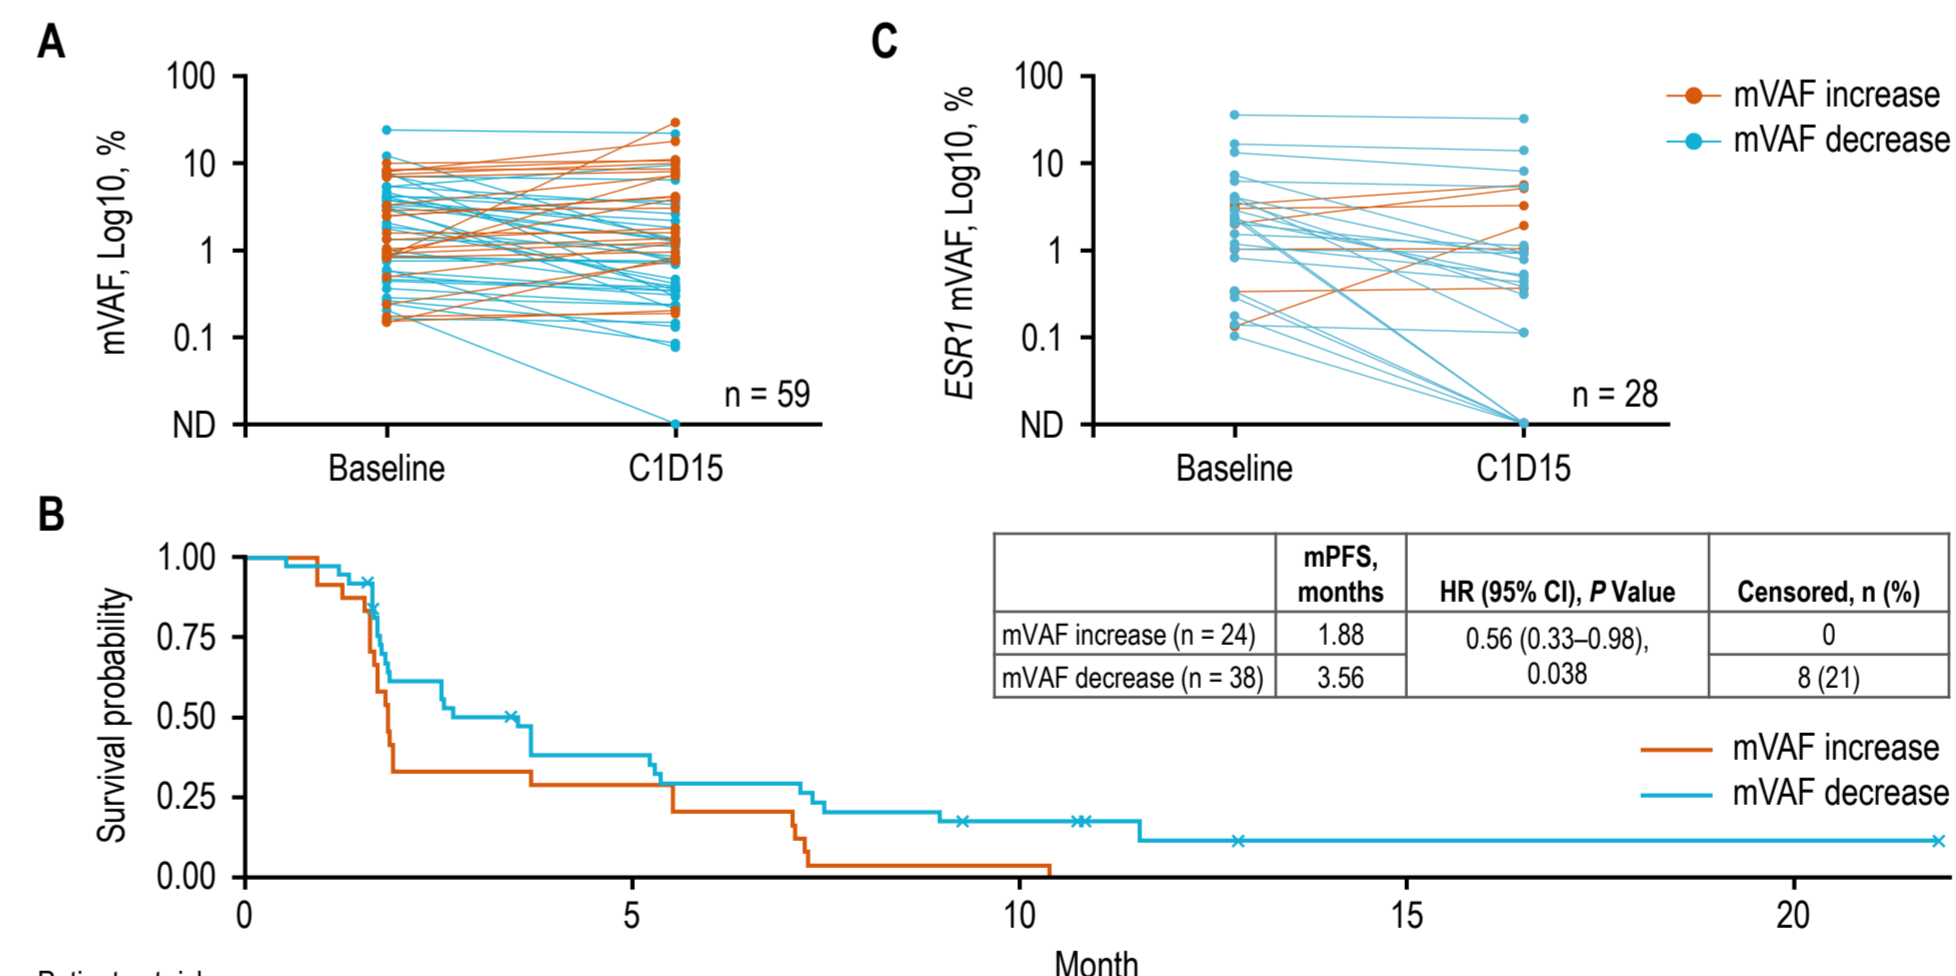 A
100
10
1
0.1
ND
mVAF, Log10, %
n = 59
Baseline C1D15
C
100
10
1
0.1
ND
ESR1 mVAF, Log10, %
n = 28
Baseline C1D15
mVAF increase
mVAF decrease
B
1.00
0.75
0.50
0.25
0.00
Survival probability
0 5 10 15 20
Month
mPFS, months HR (95% CI), P Value Censored, n (%)
mVAF increase (n = 24) 1.88 0.56 (0.33–0.98), 0.038 0
mVAF decrease (n = 38) 3.56 8 (21)
mVAF increase
mVAF decrease